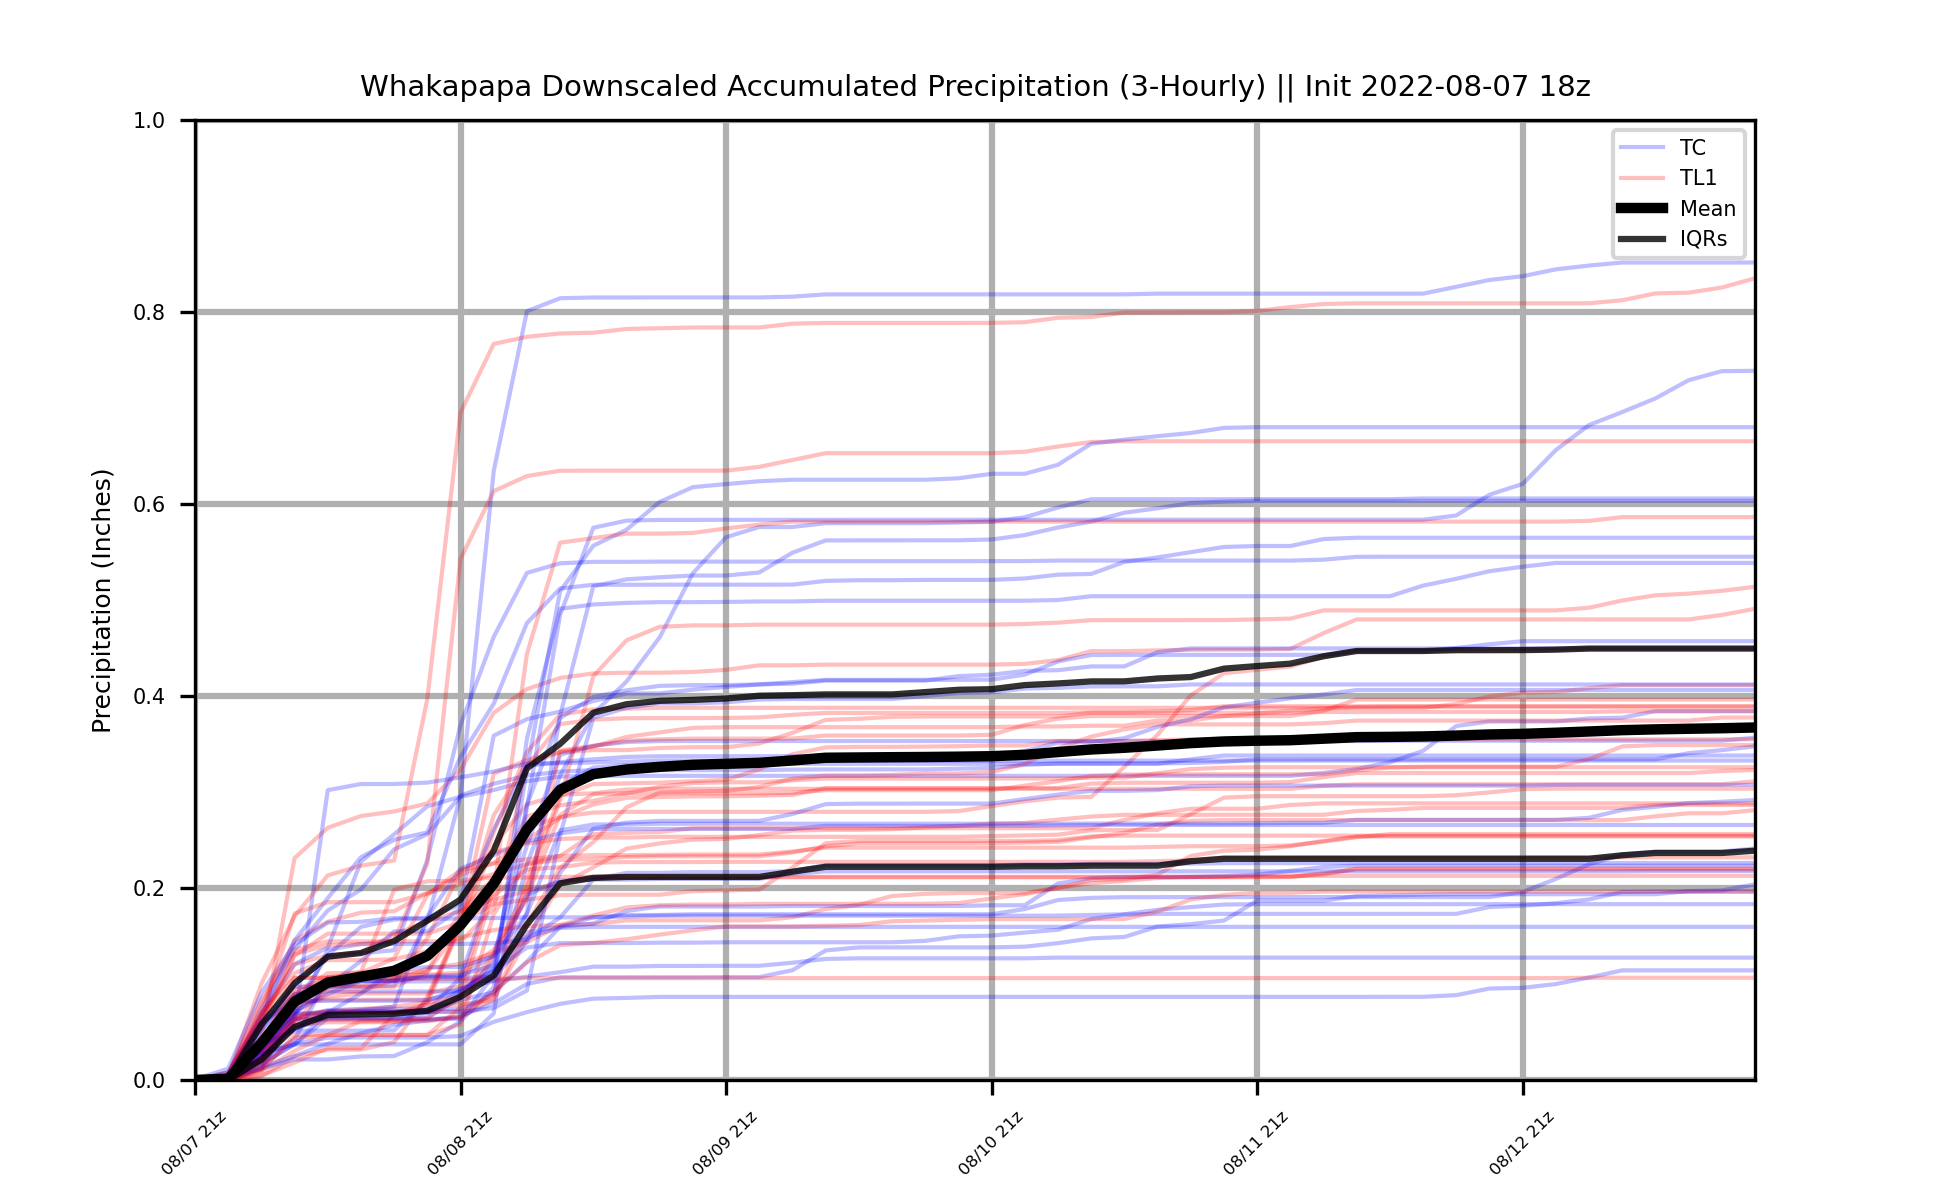 Whakapapa Downscaled Accumulated Precipitation (3-Hourly) || Init 2022-08-07 18z
TC
TL1
Mean
IQRs
Precipitation (Inches)
1.0
0.8
0.6
0.4
0.2
0.0
08/07 21z
08/08 21z
08/09 21z
08/10 21z
08/11 21z
08/12 21z